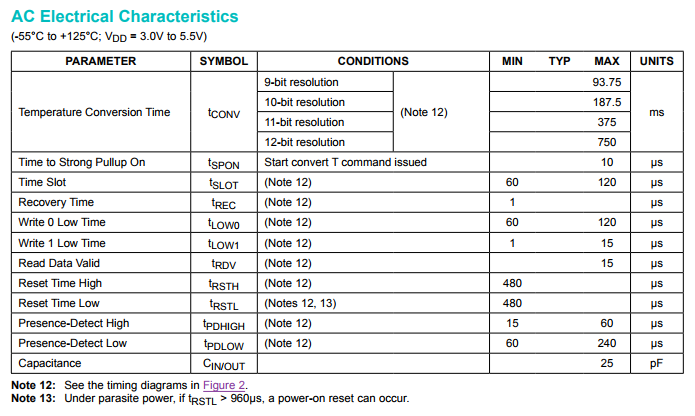 AC Electrical Characteristics
(-55°C to +125°C; VDD = 3.0V to 5.5V)
PARAMETER SYMBOL CONDITIONS MIN TYP MAX UNITS
Temperature Conversion Time tCONV 9-bit resolution (Note 12) 93.75 ms
10-bit resolution 187.5
11-bit resolution 375
12-bit resolution 750
Time to Strong Pullup On tSPON Start convert T command issued 10 µs
Time Slot tSLOT (Note 12) 60 120 µs
Recovery Time tREC (Note 12) 1 µs
Write 0 Low Time tLOW0 (Note 12) 60 120 µs
Write 1 Low Time tLOW1 (Note 12) 1 15 µs
Read Data Valid tRDV (Note 12) 15 µs
Reset Time High tRSTH (Note 12) 480 µs
Reset Time Low tRSTL (Notes 12, 13) 480 µs
Presence-Detect High tPDHIGH (Note 12) 15 60 µs
Presence-Detect Low tPDLOW (Note 12) 60 240 µs
Capacitance CIN/OUT 25 pF
Note 12: See the timing diagrams in Figure 2.
Note 13: Under parasite power, if tRSTL > 960µs, a power-on reset can occur.